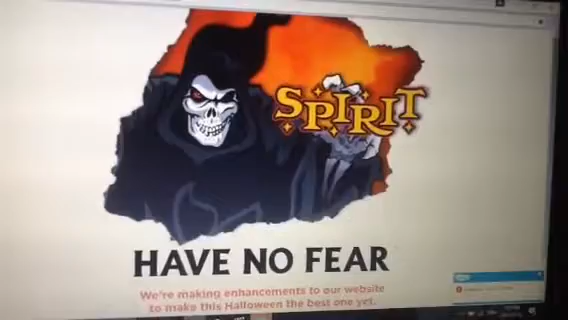 SPIRIT
HAVE NO FEAR
We're making enhancements to our website
to make this Halloween the best one yet.